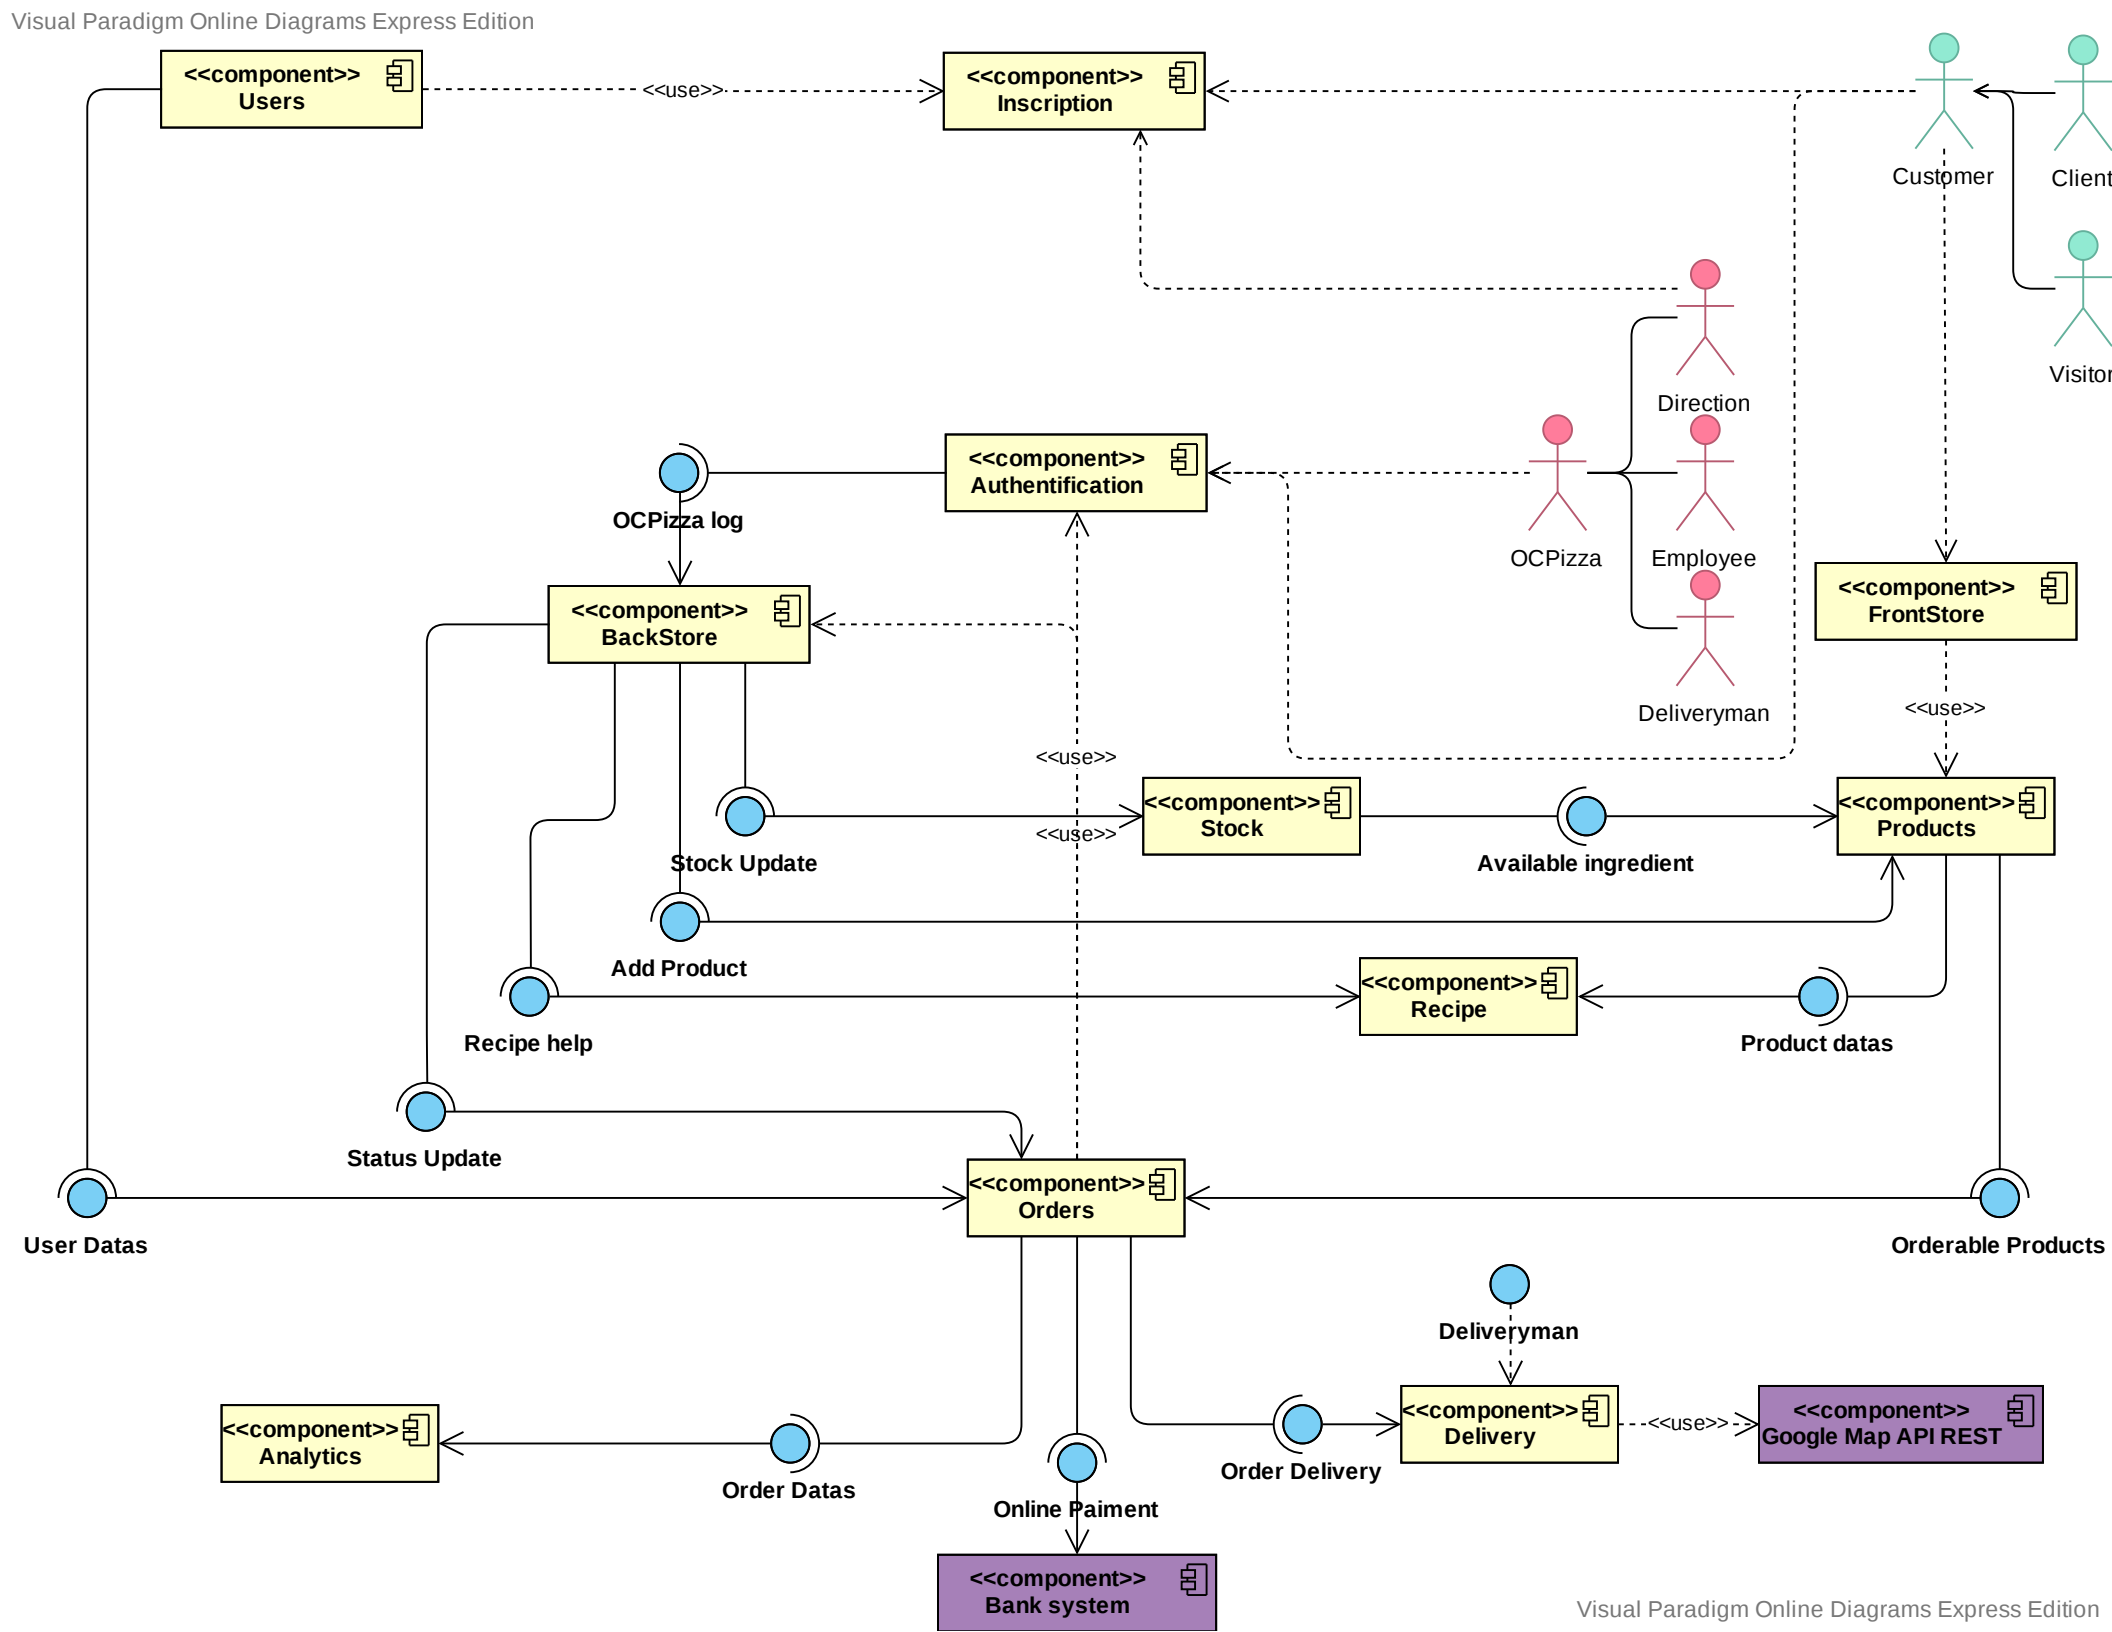 Visual Paradigm Online Diagrams Express Edition
<<component>>
Users
<<use>>
<<component>>
Inscription
Customer
Client
Visitor
Direction
<<component>>
Authentification
OCPizza log
OCPizza
Employee
<<component>>
BackStore
<<component>>
FrontStore
Deliveryman
<<use>>
<<use>>
<<component>>
Stock
<<component>>
Products
<<use>>
Stock Update
Available ingredient
Add Product
<<component>>
Recipe
Recipe help
Product datas
Status Update
<<component>>
Orders
User Datas
Orderable Products
Deliveryman
<<component>>
Analytics
Order Datas
Online Paiment
Order Delivery
<<component>>
Delivery
<<use>>
<<component>>
Google Map API REST
<<component>>
Bank system
Visual Paradigm Online Diagrams Express Edition